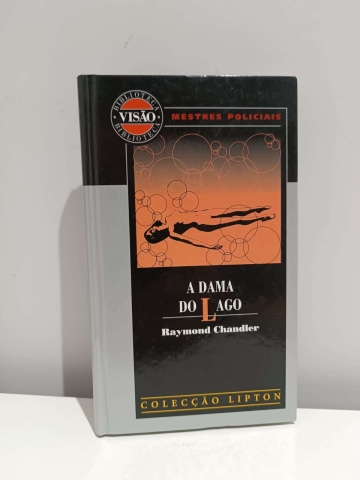 BIBLIOTECA
VISÃO
BIBLIOTECA
MESTRES POLICIAIS
A DAMA
DO LAGO
Raymond Chandler
COLECÇÃO LIPTON